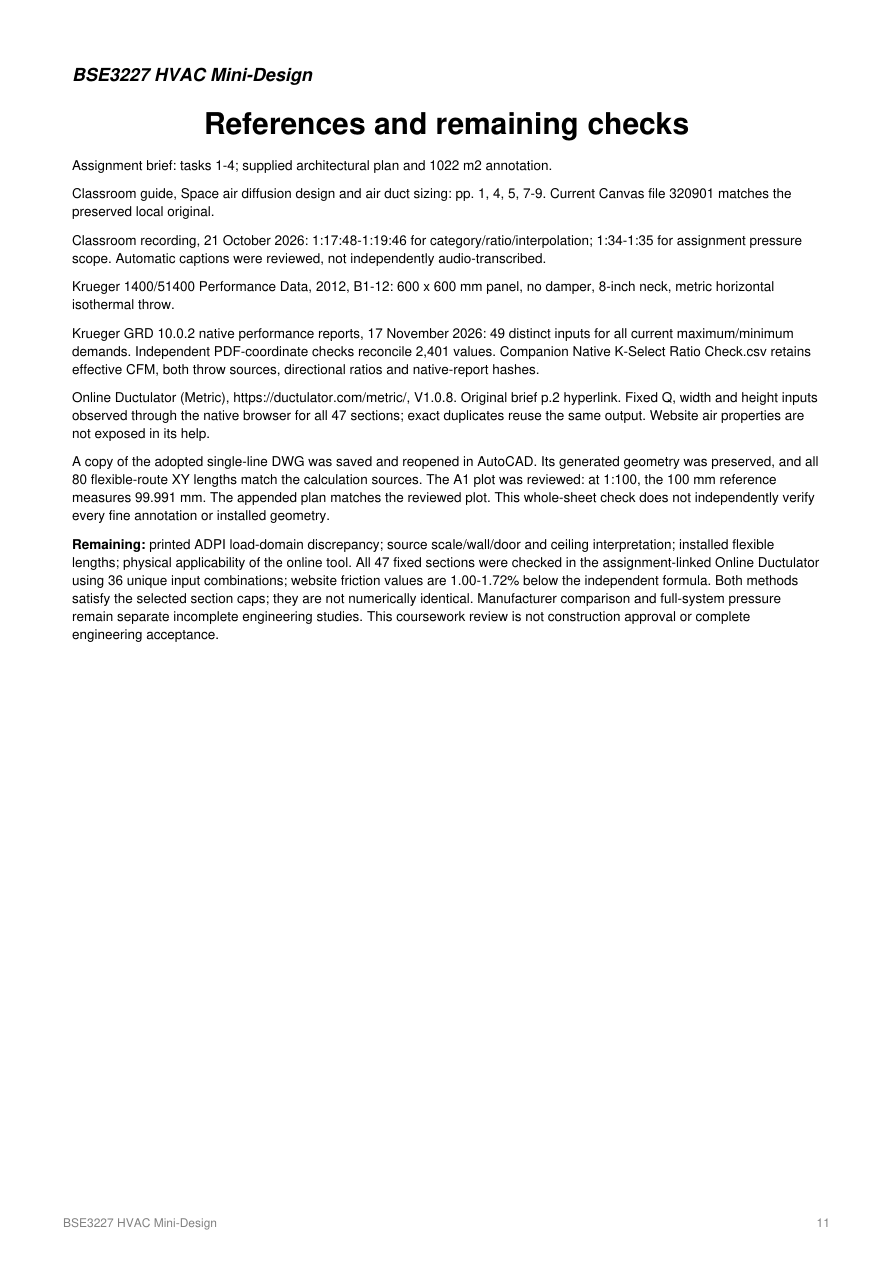 BSE3227 HVAC Mini-Design
References and remaining checks
Assignment brief: tasks 1-4; supplied architectural plan and 1022 m2 annotation.
Classroom guide, Space air diffusion design and air duct sizing: pp. 1, 4, 5, 7-9. Current Canvas file 320901 matches the
preserved local original.
Classroom recording, 21 October 2026: 1:17:48-1:19:46 for category/ratio/interpolation; 1:34-1:35 for assignment pressure
scope. Automatic captions were reviewed, not independently audio-transcribed.
Krueger 1400/51400 Performance Data, 2012, B1-12: 600 x 600 mm panel, no damper, 8-inch neck, metric horizontal
isothermal throw.
Krueger GRD 10.0.2 native performance reports, 17 November 2026: 49 distinct inputs for all current maximum/minimum
demands. Independent PDF-coordinate checks reconcile 2,401 values. Companion Native K-Select Ratio Check.csv retains
effective CFM, both throw sources, directional ratios and native-report hashes.
Online Ductulator (Metric), https://ductulator.com/metric/, V1.0.8. Original brief p.2 hyperlink. Fixed Q, width and height inputs
observed through the native browser for all 47 sections; exact duplicates reuse the same output. Website air properties are
not exposed in its help.
A copy of the adopted single-line DWG was saved and reopened in AutoCAD. Its generated geometry was preserved, and all
80 flexible-route XY lengths match the calculation sources. The A1 plot was reviewed: at 1:100, the 100 mm reference
measures 99.991 mm. The appended plan matches the reviewed plot. This whole-sheet check does not independently verify
every fine annotation or installed geometry.
Remaining: printed ADPI load-domain discrepancy; source scale/wall/door and ceiling interpretation; installed flexible
lengths; physical applicability of the online tool. All 47 fixed sections were checked in the assignment-linked Online Ductulator
using 36 unique input combinations; website friction values are 1.00-1.72% below the independent formula. Both methods
satisfy the selected section caps; they are not numerically identical. Manufacturer comparison and full-system pressure
remain separate incomplete engineering studies. This coursework review is not construction approval or complete
engineering acceptance.
BSE3227 HVAC Mini-Design
11